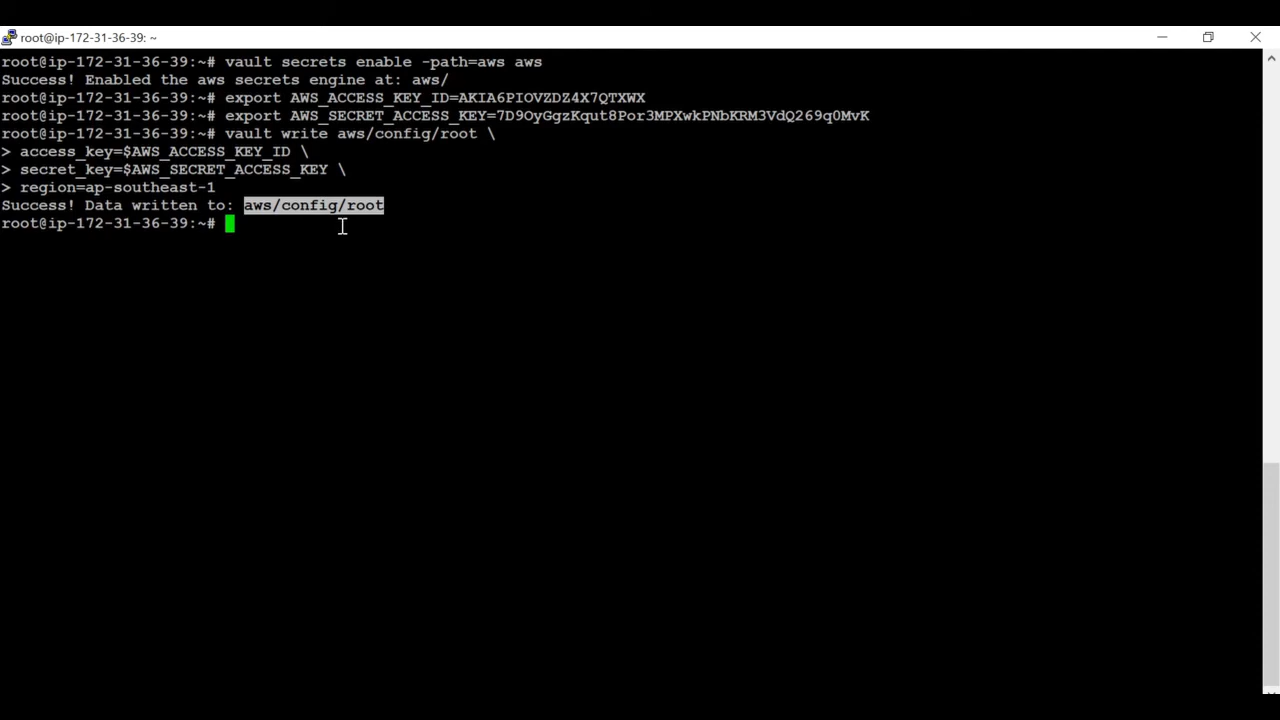 root@ip-172-31-36-39: ~
root@ip-172-31-36-39:~# vault secrets enable -path=aws aws
Success! Enabled the aws secrets engine at: aws/
root@ip-172-31-36-39:~# export AWS_ACCESS_KEY_ID=AKIA6PIOVZDZ4X7QTXWX
root@ip-172-31-36-39:~# export AWS_SECRET_ACCESS_KEY=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
root@ip-172-31-36-39:~# vault write aws/config/root \
> access_key=$AWS_ACCESS_KEY_ID \
> secret_key=$AWS_SECRET_ACCESS_KEY \
> region=ap-southeast-1
Success! Data written to: aws/config/root
root@ip-172-31-36-39:~#